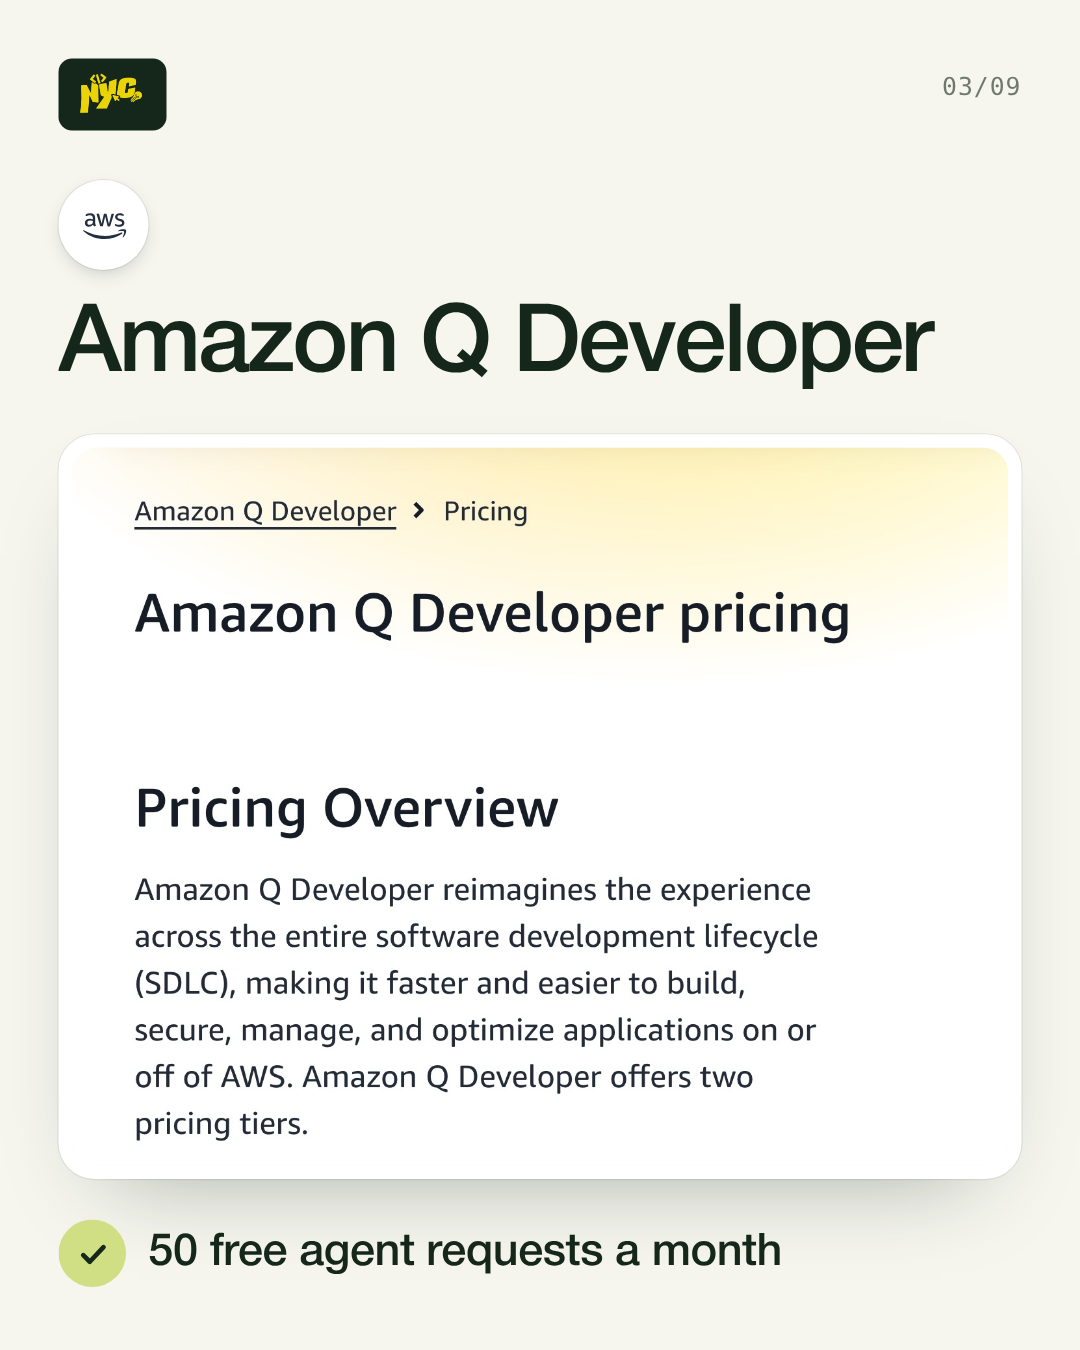 NYC
03/09
aws
Amazon Q Developer
Amazon Q Developer > Pricing
Amazon Q Developer pricing
Pricing Overview
Amazon Q Developer reimagines the experience
across the entire software development lifecycle
(SDLC), making it faster and easier to build,
secure, manage, and optimize applications on or
off of AWS. Amazon Q Developer offers two
pricing tiers.
50 free agent requests a month